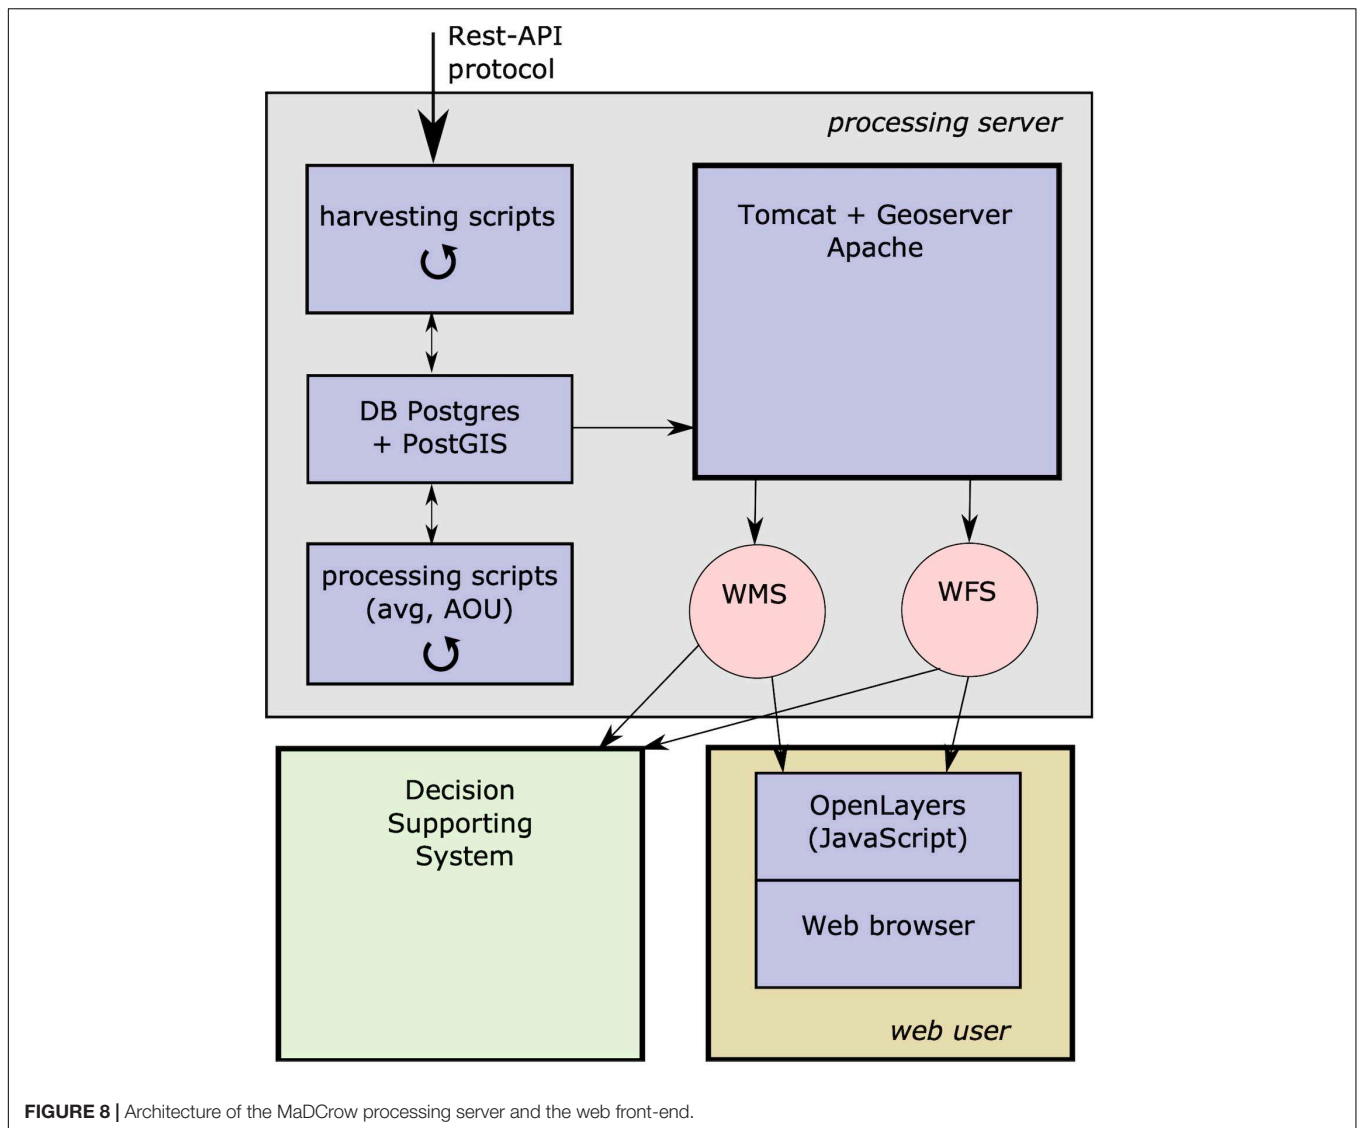 Rest-API
protocol
processing server
harvesting scripts
Tomcat + Geoserver
Apache
DB Postgres
+ PostGIS
processing scripts
(avg, AOU)
WMS
WFS
Decision
Supporting
System
OpenLayers
(JavaScript)
Web browser
web user
FIGURE 8 | Architecture of the MaDCrow processing server and the web front-end.